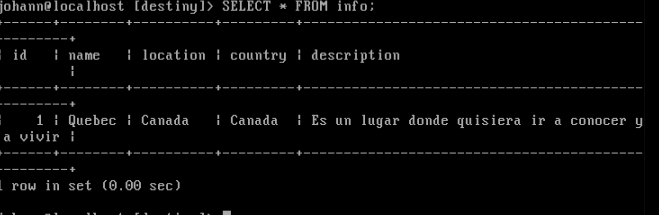 johann@localhost [destiny]> SELECT * FROM info;
+------+--------+----------+---------+------------------------------------------
---------+
| id   | name   | location | country | description
         |
+------+--------+----------+---------+------------------------------------------
---------+
|    1 | Quebec | Canada   | Canada  | Es un lugar donde quisiera ir a conocer y
a vivir |
+------+--------+----------+---------+------------------------------------------
---------+
1 row in set (0.00 sec)